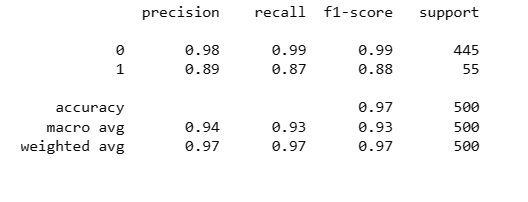 precision recall f1-score support
0 0.98 0.99 0.99 445
1 0.89 0.87 0.88 55
accuracy 0.97 500
macro avg 0.94 0.93 0.93 500
weighted avg 0.97 0.97 0.97 500